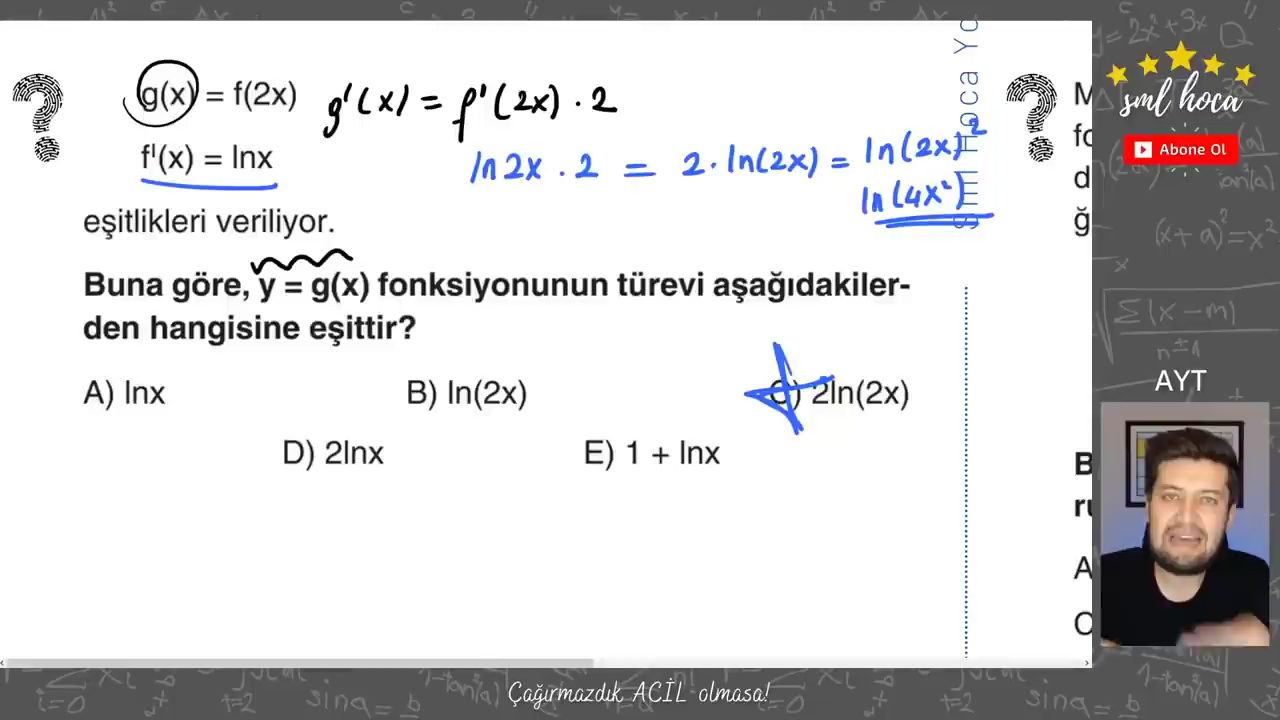 g(x) = f(2x)
g'(x) = f'(2x) · 2
f'(x) = lnx
ln2x · 2 = 2 · ln(2x) = ln(2x)²
ln(4x²)
eşitlikleri veriliyor.
Buna göre, y = g(x) fonksiyonunun türevi aşağıdakiler-
den hangisine eşittir?
A) lnx
B) ln(2x)
C) 2ln(2x)
D) 2lnx
E) 1 + lnx
sml hoca
Abone Ol
AYT
Çağırmazdık ACİL olmasa!